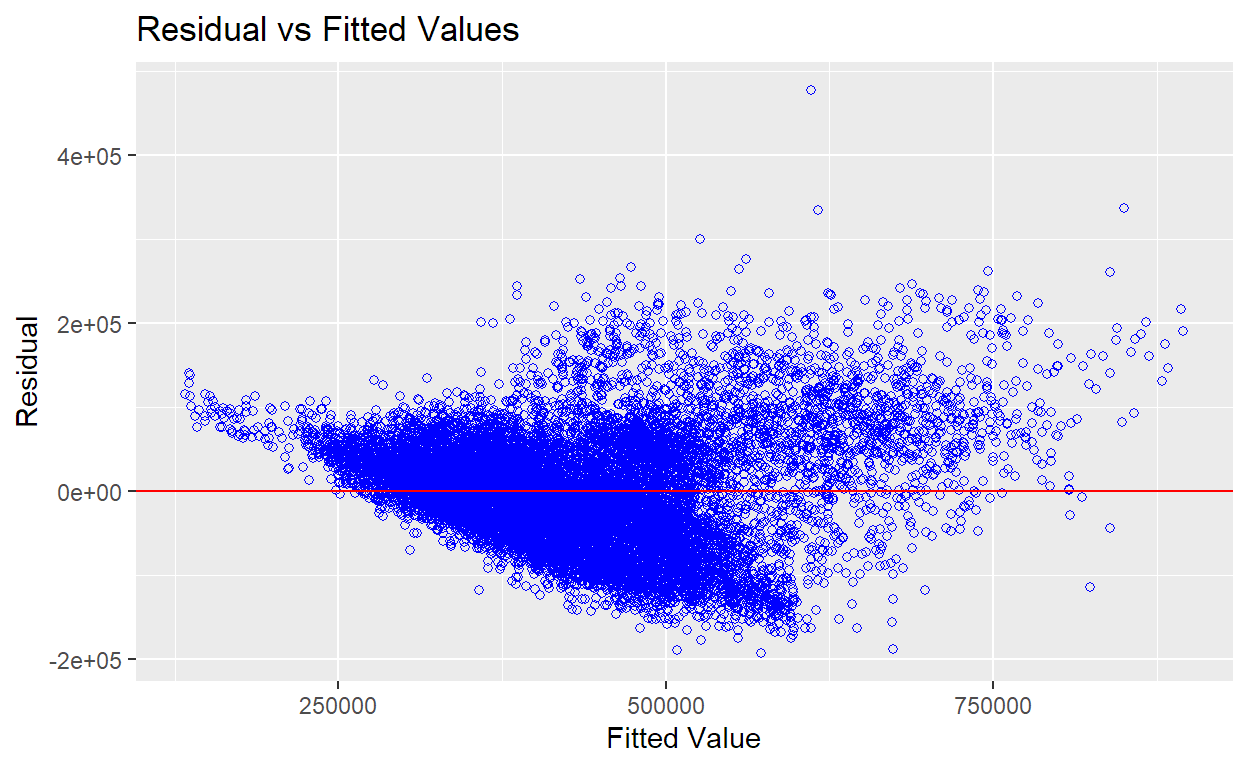 Residual vs Fitted Values
4e+05
2e+05
0e+00
-2e+05
Residual
250000 500000 750000
Fitted Value